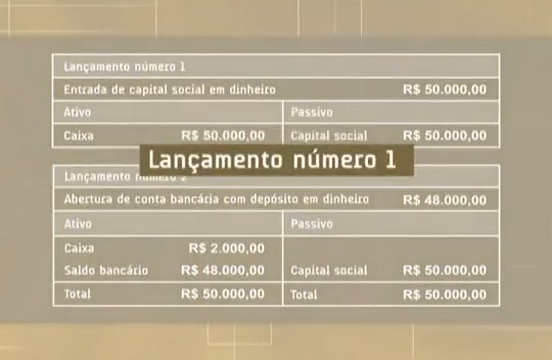 Lançamento número 1
Entrada de capital social em dinheiro R$ 50.000,00
Ativo Passivo
Caixa R$ 50.000,00 Capital social R$ 50.000,00
Lançamento número 1
Lançamento número 2
Abertura de conta bancária com depósito em dinheiro R$ 48.000,00
Ativo Passivo
Caixa R$ 2.000,00
Saldo bancário R$ 48.000,00 Capital social R$ 50.000,00
Total R$ 50.000,00 Total R$ 50.000,00